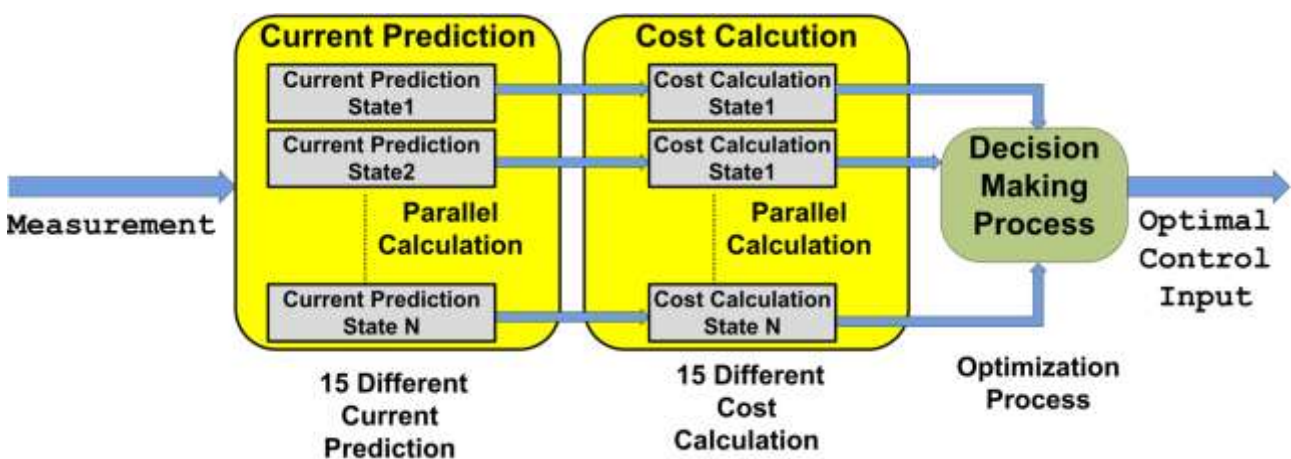 Current Prediction
Cost Calcution
Current Prediction
State1
Cost Calculation
State1
Current Prediction
State2
Cost Calculation
State1
Decision
Making
Process
Measurement
Parallel
Calculation
Parallel
Calculation
Optimal
Control
Input
Current Prediction
State N
Cost Calculation
State N
15 Different
Current
Prediction
15 Different
Cost
Calculation
Optimization
Process